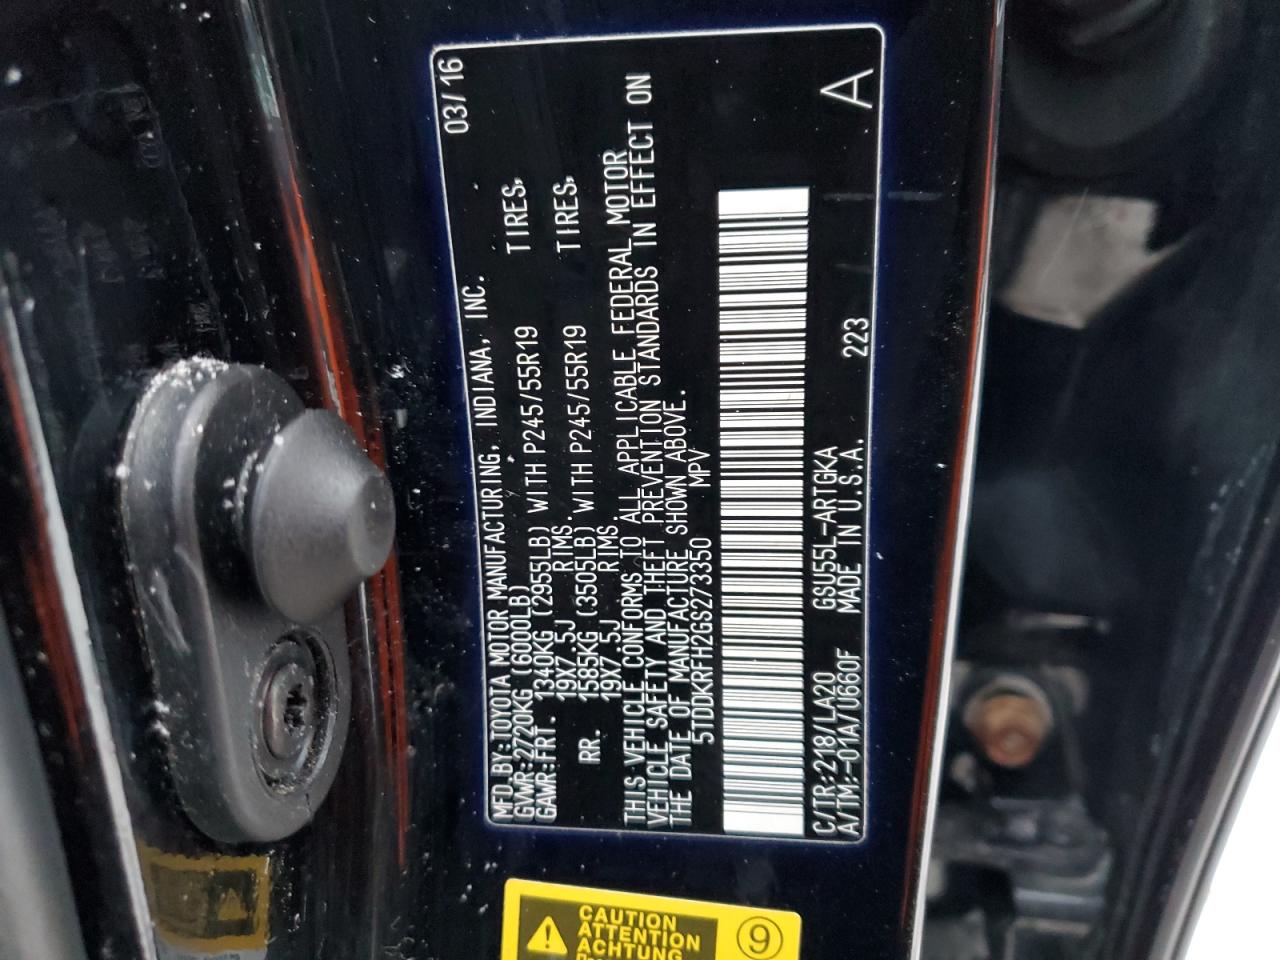 MFD.BY:TOYOTA MOTOR MANUFACTURING, INDIANA, INC. 03/16
GVWR:2720KG (6000LB)
GAWR:FRT. 1340KG (2955LB) WITH P245/55R19 TIRES,
19X7.5J RIMS.
RR. 1585KG (3505LB) WITH P245/55R19 TIRES,
19X7.5J RIMS.
THIS VEHICLE CONFORMS TO ALL APPLICABLE FEDERAL MOTOR
VEHICLE SAFETY AND THEFT PREVENTION STANDARDS IN EFFECT ON
THE DATE OF MANUFACTURE SHOWN ABOVE.
5TDDKRFH2GS273350 MPV
C/TR:218/LA20 GSU55L-ARTGKA 223 A
A/TM:-01A/U660F MADE IN U.S.A.
CAUTION
ATTENTION
ACHTUNG
9